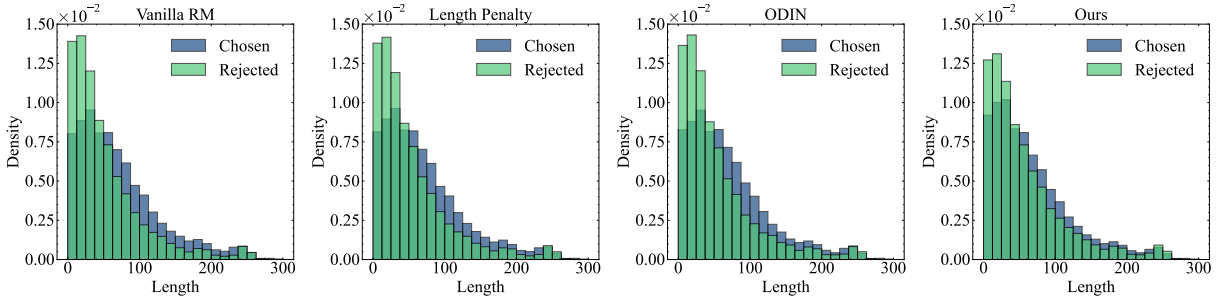 Vanilla RM
×10⁻²
1.50
1.25
1.00
0.75
0.50
0.25
0.00
Density
0
100
200
300
Length
Chosen
Rejected
Length Penalty
×10⁻²
1.50
1.25
1.00
0.75
0.50
0.25
0.00
Density
0
100
200
300
Length
Chosen
Rejected
ODIN
×10⁻²
1.50
1.25
1.00
0.75
0.50
0.25
0.00
Density
0
100
200
300
Length
Chosen
Rejected
Ours
×10⁻²
1.50
1.25
1.00
0.75
0.50
0.25
0.00
Density
0
100
200
300
Length
Chosen
Rejected